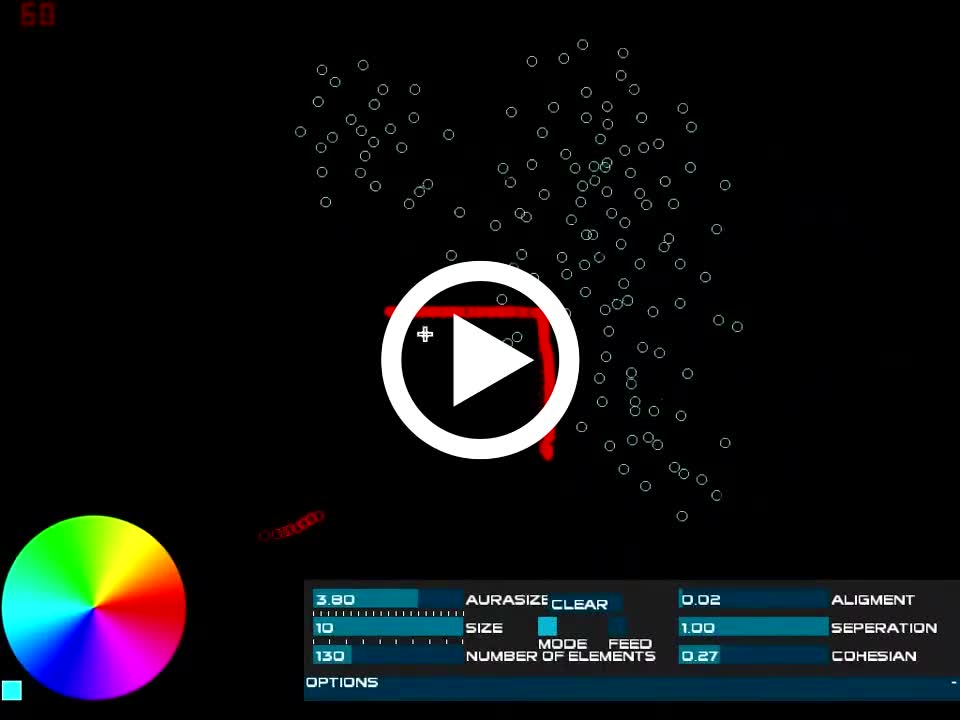 60
3.80 AURASIZE CLEAR 0.02 ALIGMENT
10 SIZE 1.00 SEPERATION
MODE FEED
130 NUMBER OF ELEMENTS 0.27 COHESIAN
OPTIONS -